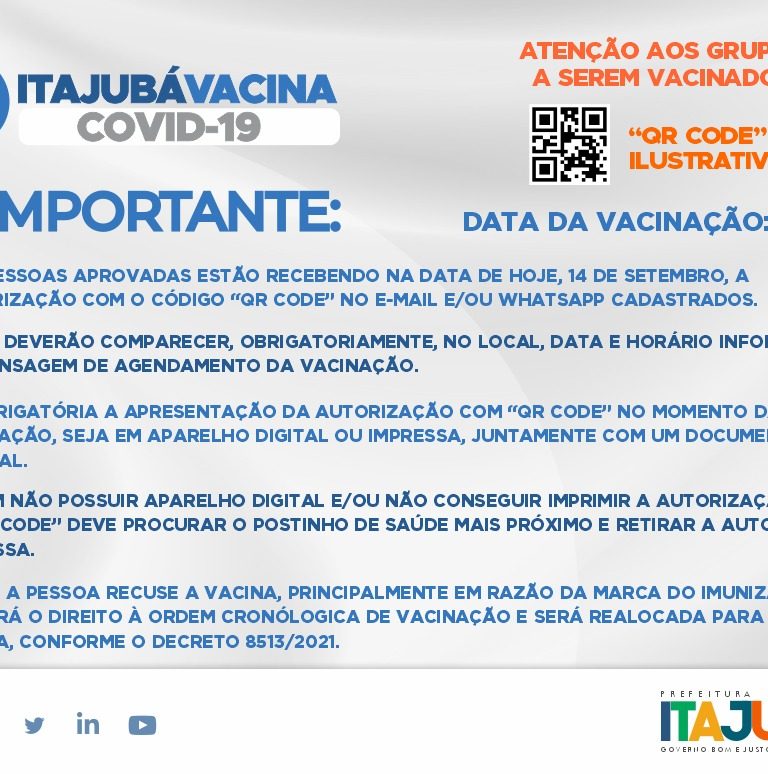 ATENÇÃO AOS GRUP
A SEREM VACINADO
ITAJUBÁVACINA
COVID-19
"QR CODE"
ILUSTRATIV
MPORTANTE:
DATA DA VACINAÇÃO:
ESSOAS APROVADAS ESTÃO RECEBENDO NA DATA DE HOJE, 14 DE SETEMBRO, A
RIZAÇÃO COM O CÓDIGO "QR CODE" NO E-MAIL E/OU WHATSAPP CADASTRADOS.
DEVERÃO COMPARECER, OBRIGATORIAMENTE, NO LOCAL, DATA E HORÁRIO INFO
NSAGEM DE AGENDAMENTO DA VACINAÇÃO.
RIGATÓRIA A APRESENTAÇÃO DA AUTORIZAÇÃO COM "QR CODE" NO MOMENTO D
AÇÃO, SEJA EM APARELHO DIGITAL OU IMPRESSA, JUNTAMENTE COM UM DOCUME
AL.
M NÃO POSSUIR APARELHO DIGITAL E/OU NÃO CONSEGUIR IMPRIMIR A AUTORIZAÇ
CODE" DEVE PROCURAR O POSTINHO DE SAÚDE MAIS PRÓXIMO E RETIRAR A AUTO
SSA.
A PESSOA RECUSE A VACINA, PRINCIPALMENTE EM RAZÃO DA MARCA DO IMUNIZA
RÁ O DIREITO À ORDEM CRONÓLOGICA DE VACINAÇÃO E SERÁ REALOCADA PARA
A, CONFORME O DECRETO 8513/2021.
PREFEITURA
ITAJU
GOVERNO BOM E JUSTO